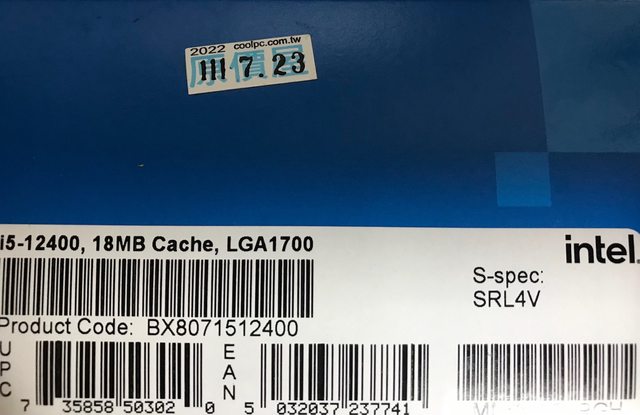 2022 coolpc.com.tw
原價屋
111 7.23
i5-12400, 18MB Cache, LGA1700
intel.
S-spec:
SRL4V
Product Code: BX8071512400
UPC
EAN
7 35858 50302 0
5 032037 237741